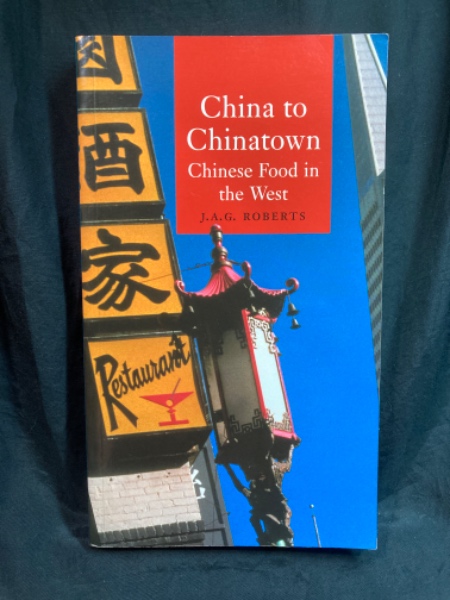 China to
Chinatown
Chinese Food in
the West
J.A.G. ROBERTS
酒
家
Restaurant